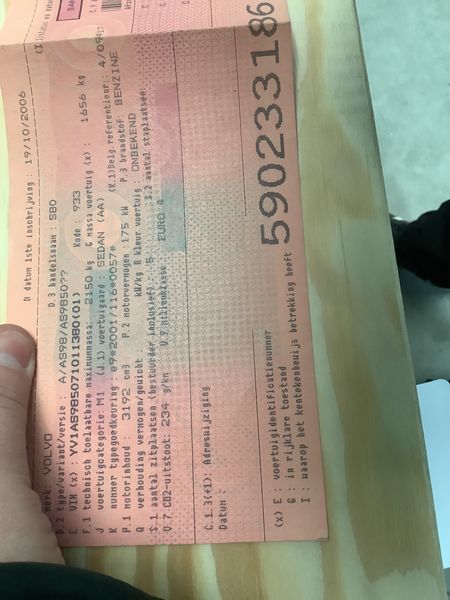 B datum 1ste inschrijving : 19/10/2006
Merk: VOLVO D.3 handelsnaam : S80
D.2 type/variant/versie : A/AS98/AS9850??
E VIN (x) : YV1AS985071011380(01) Kode : 933
F.1 technisch toelaatbare maximummassa: 2150 kg G massa voertuig (x) : 1656 kg
J voertuigcategorie: M1 (J.1) voertuigaard : SEDAN (AA)
K nummer typegoedkeuring : e9*2001/116*0057* (K.1)Delg.referentienr.: 4/0941
P.1 motorinhoud : 3192 cm3 P.2 motorvermogen: 175 kW P.3 brandstof: BENZINE
Q verhouding vermogen/gewicht : kW/kg R kleur voertuig : ONBEKEND
S.1 aantal zitplaatsen (bestuurder inclusief) : 5 S.2 aantal staplaatsen:
V.7 CO2-uitstoot: 234 g/km V.9 milieuklasse : EURO 4
C.1.3(+1): Adreswijziging
Datum :
590233186
(x) E : voertuigidentificatienummer
G : in rijklare toestand
I : waarop het kentekenbewijs betrekking heeft